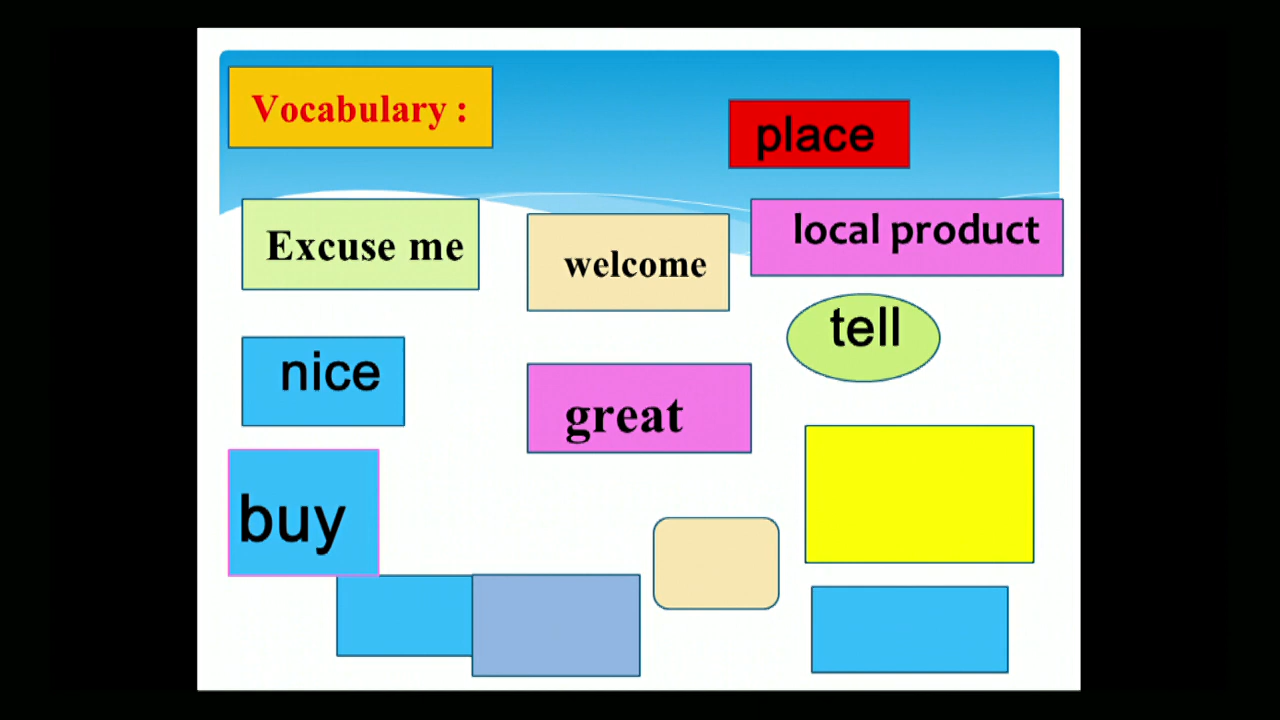 Vocabulary :
place
Excuse me
welcome
local product
tell
nice
great
buy